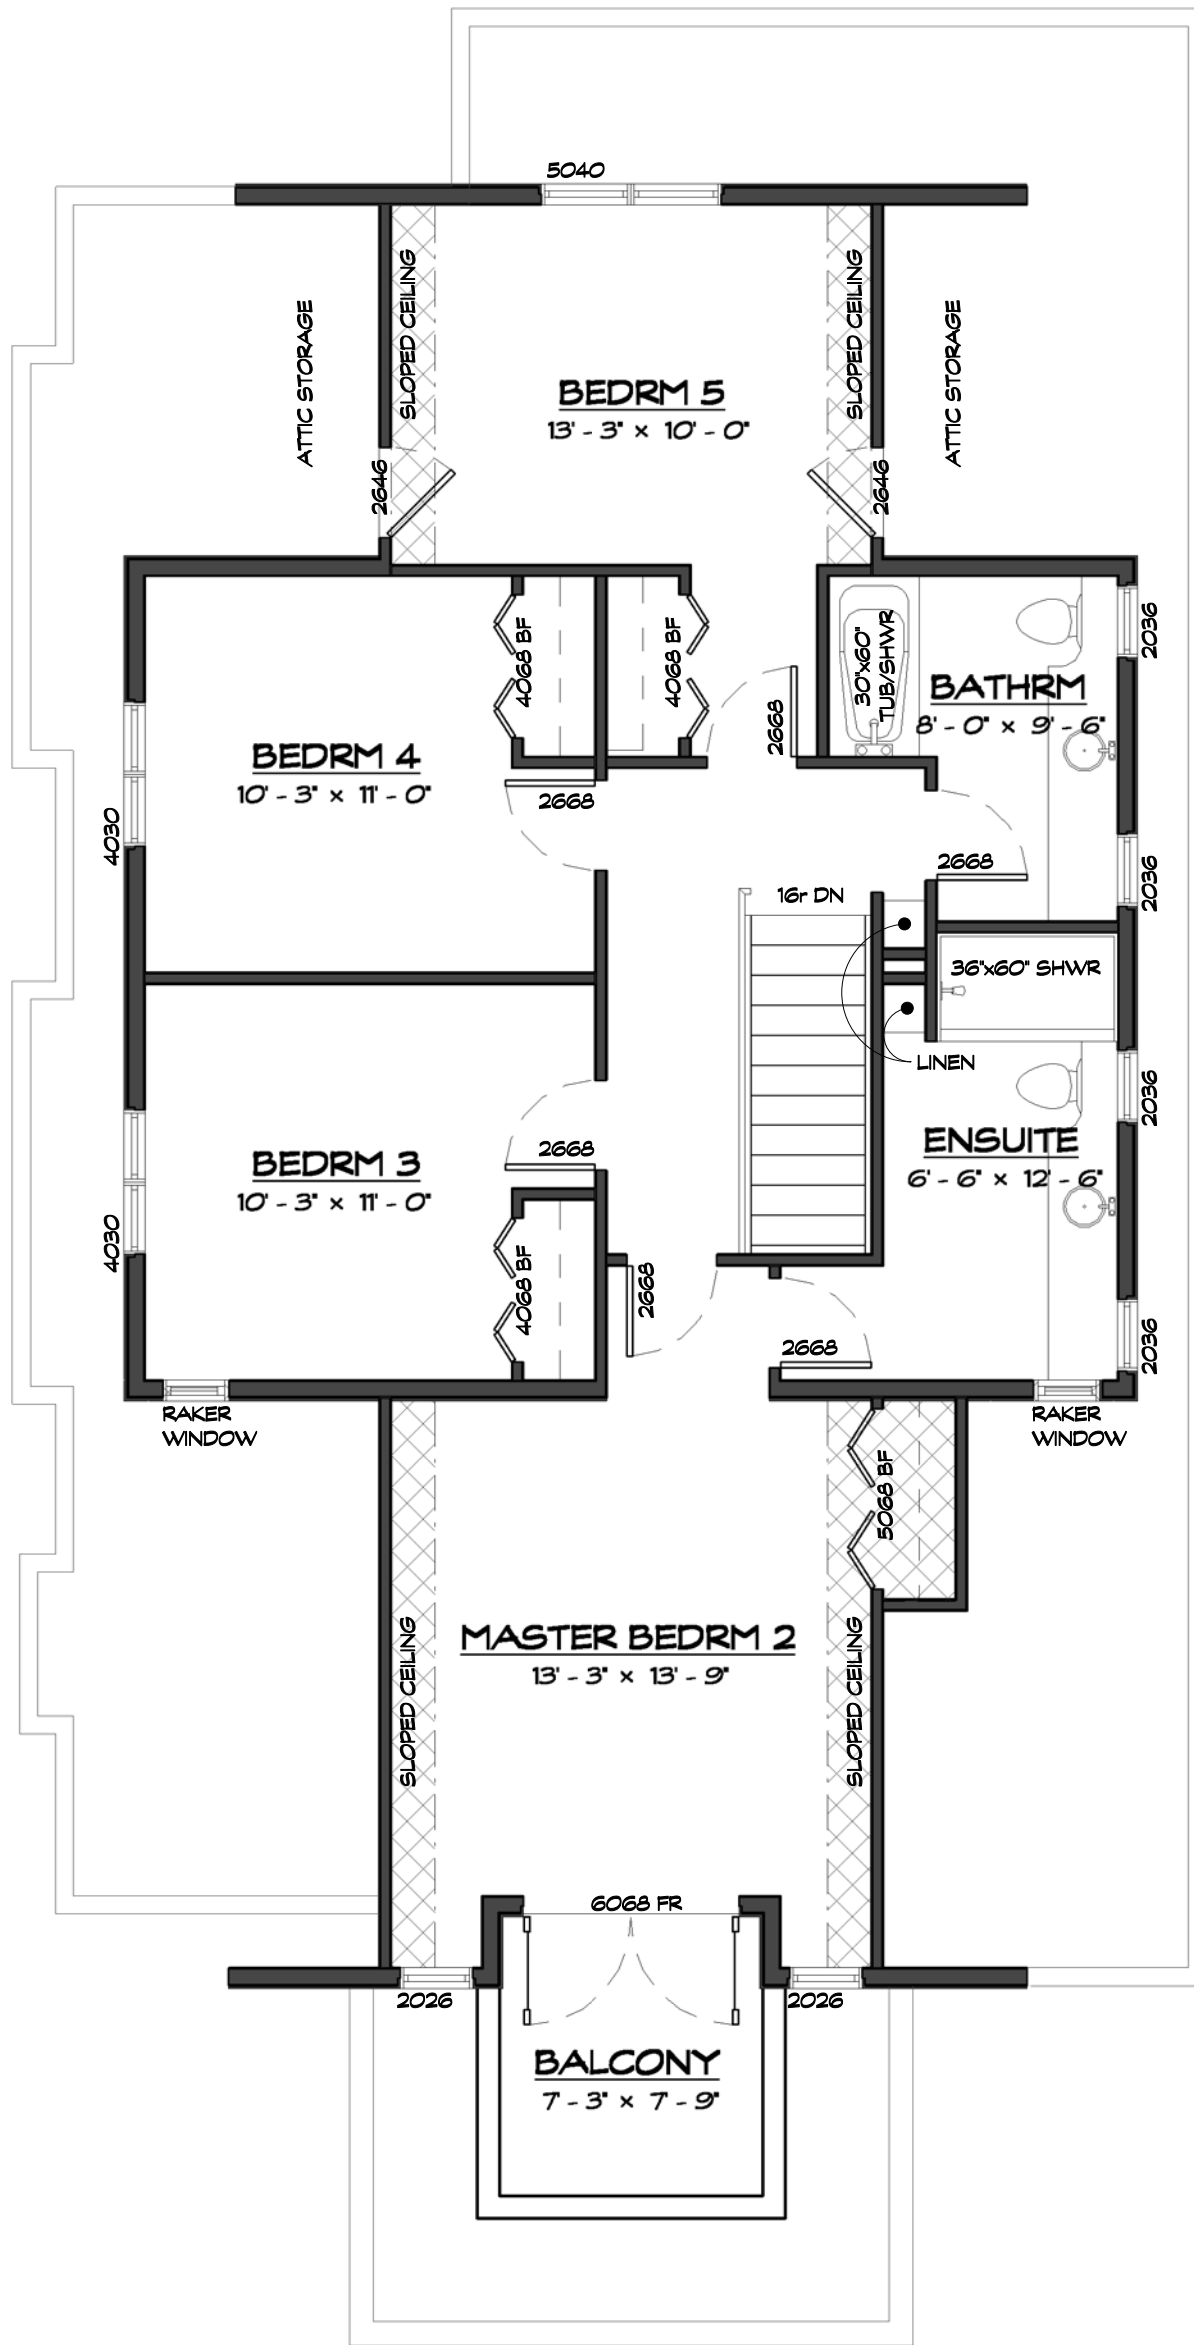 5040
SLOPED CEILING
SLOPED CEILING
ATTIC STORAGE
ATTIC STORAGE
BEDRM 5
13' - 3" x 10' - 0"
2646
2646
4068 BF
4068 BF
30"x60"
TUB/SHWR
2036
BATHRM
8' - 0" x 9' - 6"
2668
BEDRM 4
10' - 3" x 11' - 0"
2668
4030
2668
2036
16r DN
36"x60" SHWR
LINEN
2036
ENSUITE
6' - 6" x 12' - 6"
2668
BEDRM 3
10' - 3" x 11' - 0"
4030
4068 BF
2668
2668
2036
RAKER
WINDOW
RAKER
WINDOW
5068 BF
MASTER BEDRM 2
13' - 3" x 13' - 9"
SLOPED CEILING
SLOPED CEILING
6068 FR
2026
2026
BALCONY
7' - 3" x 7' - 9"